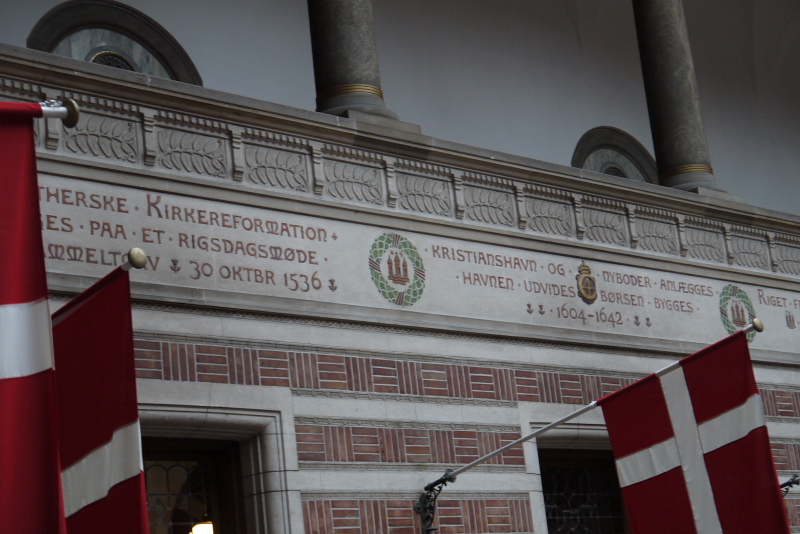 THERSKE · KIRKEREFORMATION
ES · PAA · ET · RIGSDAGSMØDE ·
AMMELTORV 30 OKTBR 1536
· KRISTIANSHAVN · OG · NYBODER · ANLÆGGES ·
HAVNEN · UDVIDES · BØRSEN · BYGGES ·
· 1604-1642 ·
RIGET F